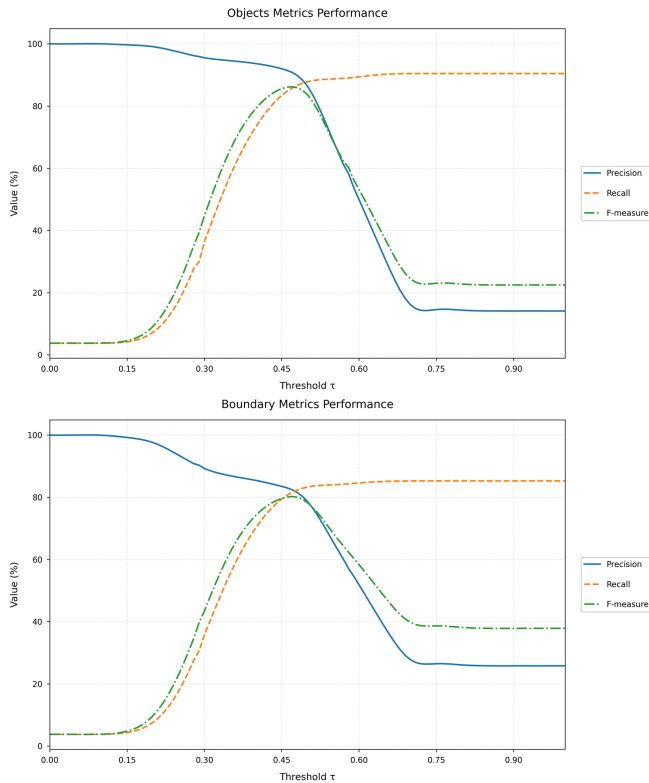 Objects Metrics Performance
100
80
60
40
20
0
Value (%)
0.00 0.15 0.30 0.45 0.60 0.75 0.90
Threshold τ
Precision
Recall
F-measure
Boundary Metrics Performance
100
80
60
40
20
0
Value (%)
0.00 0.15 0.30 0.45 0.60 0.75 0.90
Threshold τ
Precision
Recall
F-measure